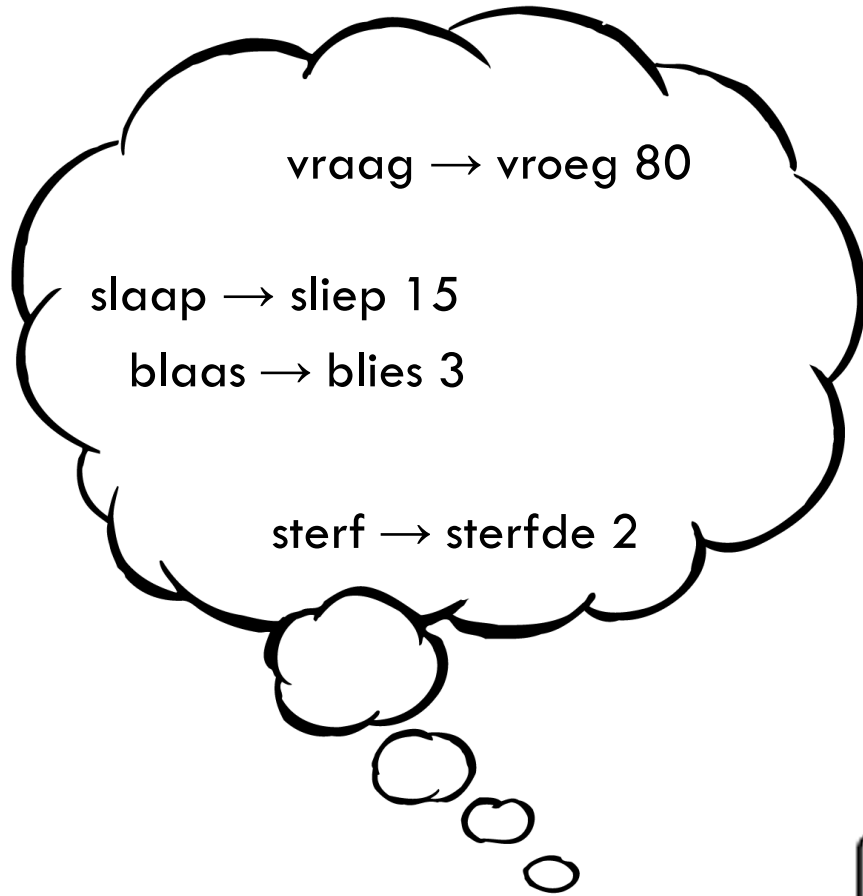 vraag → vroeg 80
slaap → sliep 15
blaas → blies 3
sterf → sterfde 2